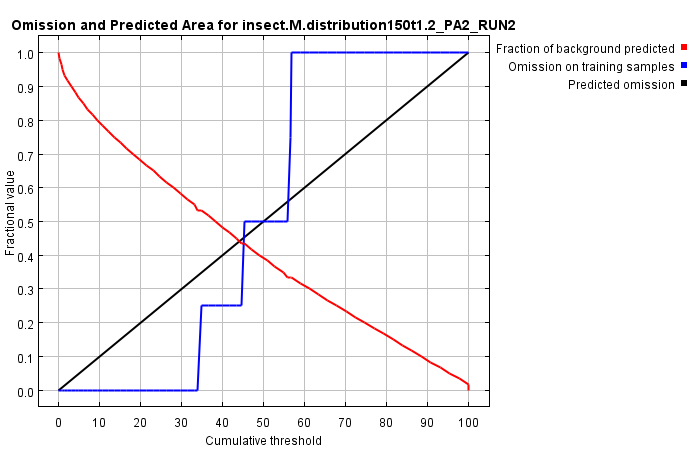 Omission and Predicted Area for insect.M.distribution150t1.2_PA2_RUN2
Fraction of background predicted
Omission on training samples
Predicted omission
Fractional value
1.0
0.9
0.8
0.7
0.6
0.5
0.4
0.3
0.2
0.1
0.0
0 10 20 30 40 50 60 70 80 90 100
Cumulative threshold